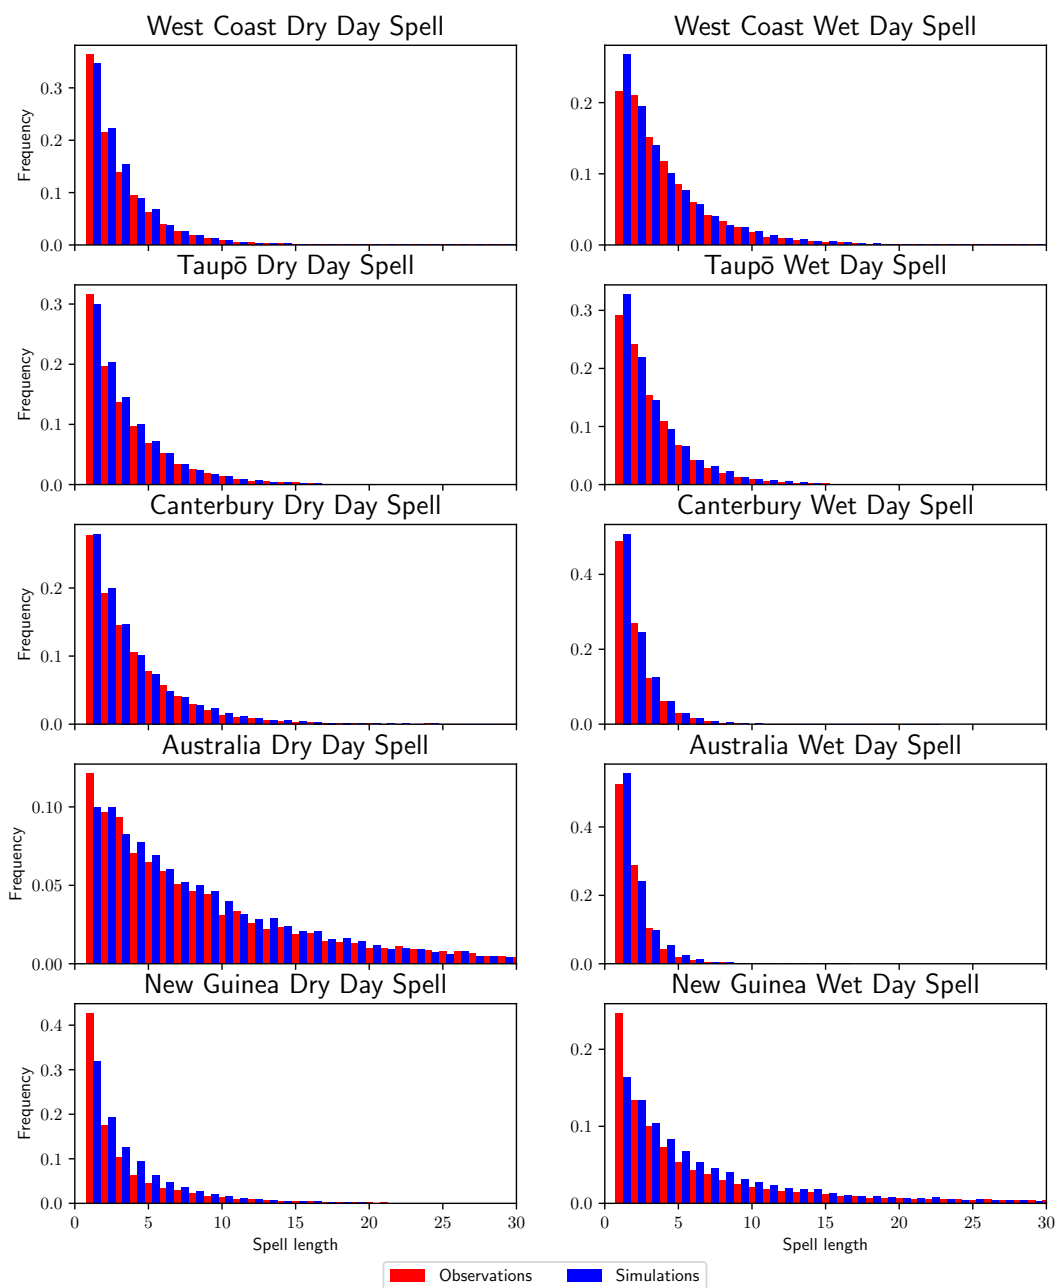 West Coast Dry Day Spell
West Coast Wet Day Spell
Frequency
0.3
0.2
0.1
0.0
0.2
0.1
0.0
Taupō Dry Day Spell
Taupō Wet Day Spell
Frequency
0.3
0.2
0.1
0.0
0.3
0.2
0.1
0.0
Canterbury Dry Day Spell
Canterbury Wet Day Spell
Frequency
0.2
0.1
0.0
0.4
0.2
0.0
Australia Dry Day Spell
Australia Wet Day Spell
Frequency
0.10
0.05
0.00
0.4
0.2
0.0
New Guinea Dry Day Spell
New Guinea Wet Day Spell
Frequency
0.4
0.3
0.2
0.1
0.0
0.2
0.1
0.0
0 5 10 15 20 25 30
0 5 10 15 20 25 30
Spell length
Spell length
Observations
Simulations